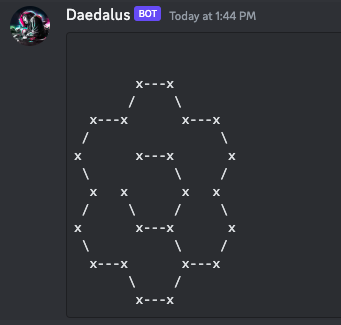 Daedalus BOT Today at 1:44 PM
        x---x
       /     \
  x---x       x---x
 /                 \
x       x---x       x
 \           \     /
  x   x       x   x
 /     \     /     \
x       x---x       x
 \           \     /
  x---x       x---x
       \     /
        x---x